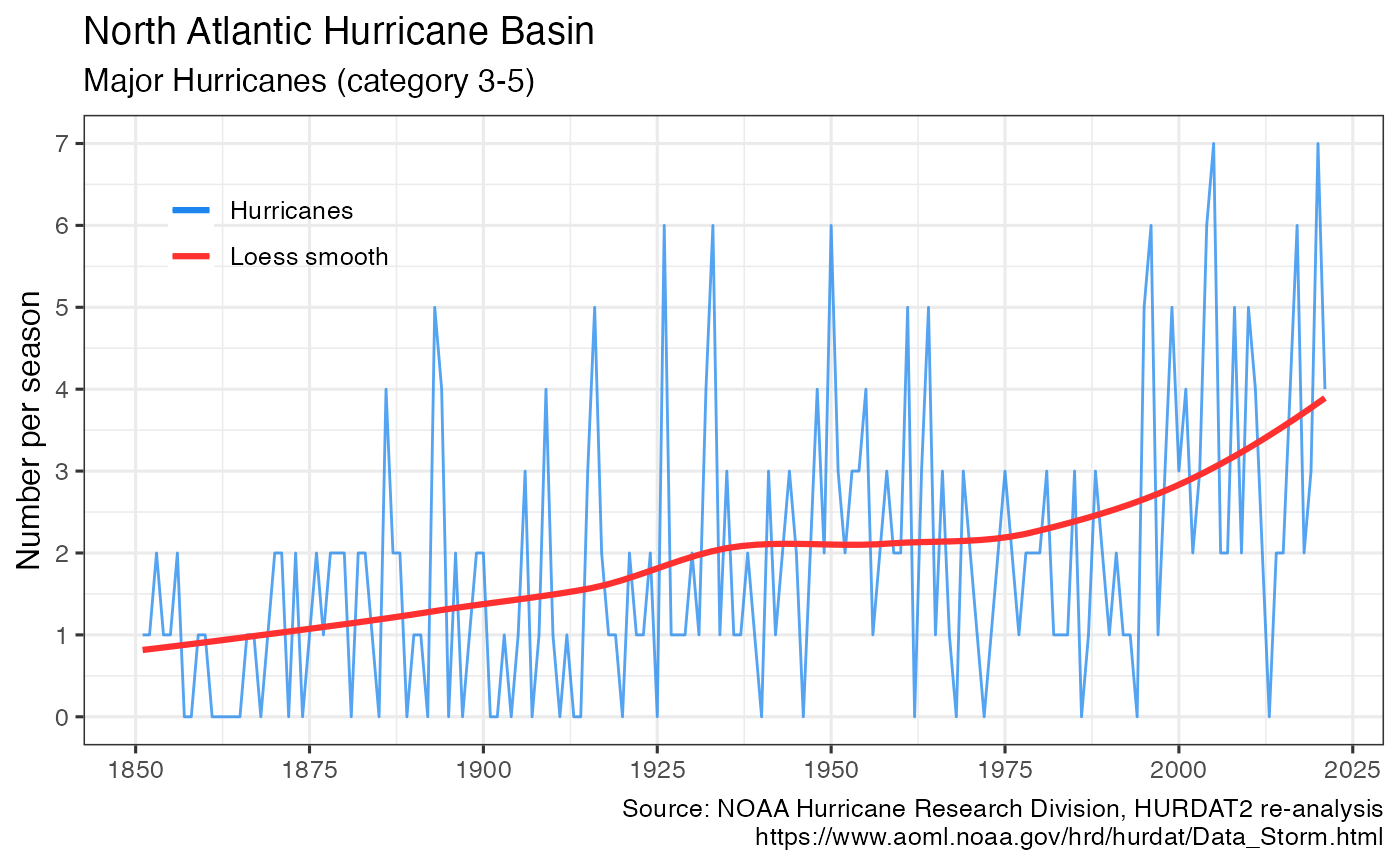 North Atlantic Hurricane Basin
Major Hurricanes (category 3-5)
7
6
5
4
3
2
1
0
Number per season
Hurricanes
Loess smooth
1850 1875 1900 1925 1950 1975 2000 2025
Source: NOAA Hurricane Research Division, HURDAT2 re-analysis
https://www.aoml.noaa.gov/hrd/hurdat/Data_Storm.html